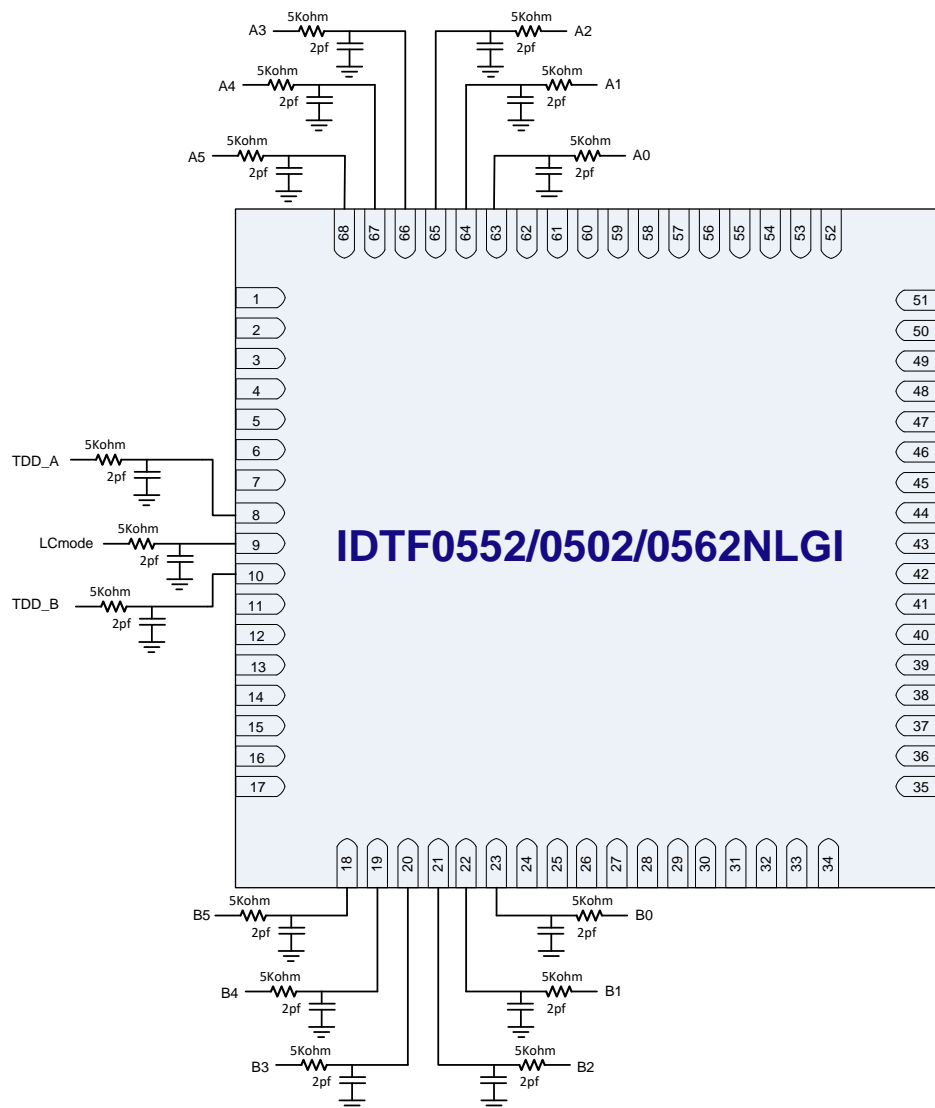 5Kohm 5Kohm
A3 A2
2pf 2pf
5Kohm 5Kohm
A4 A1
2pf 2pf
5Kohm 5Kohm
A5 A0
2pf 2pf
68 67 66 65 64 63 62 61 60 59 58 57 56 55 54 53 52
1 51
2 50
3 49
4 48
5 47
6 46
5Kohm
TDD_A
2pf
7 45
8 44
5Kohm
LCmode
2pf
9 43
IDTF0552/0502/0562NLGI
10 42
5Kohm
TDD_B
2pf
11 41
12 40
13 39
14 38
15 37
16 36
17 35
18 19 20 21 22 23 24 25 26 27 28 29 30 31 32 33 34
5Kohm 5Kohm
B5 B0
2pf 2pf
5Kohm 5Kohm
B4 B1
2pf 2pf
5Kohm 5Kohm
B3 B2
2pf 2pf